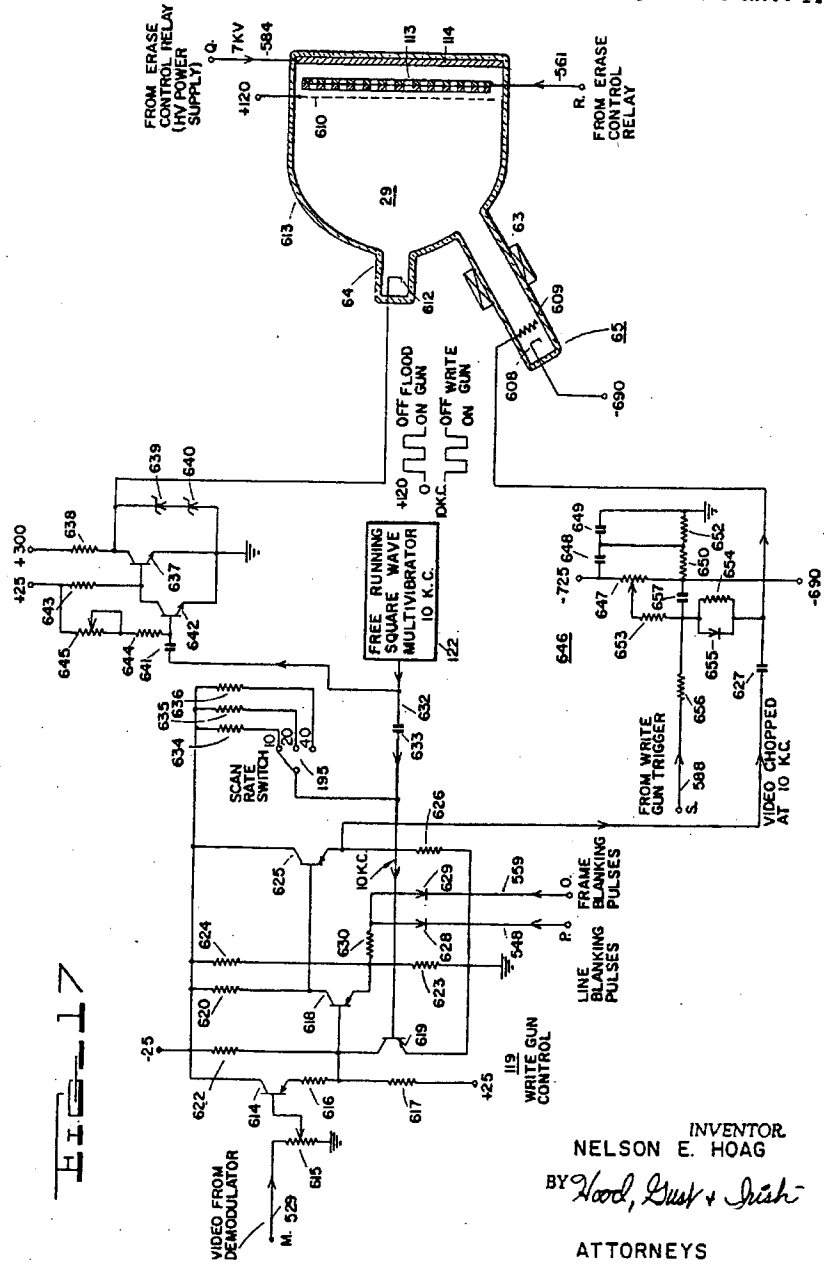 FIG-17
FROM ERASE
CONTROL RELAY
(HV POWER
SUPPLY)
Q.
7KV
-584
113
114
+120
610
-561
R.
FROM ERASE
CONTROL
RELAY
613
29
64
612
63
609
65
608
-690
+120
0
OFF FLOOD
ON GUN
OFF WRITE
ON GUN
10KC.
+25
+300
638
639
640
643
637
645
642
644
641
FREE RUNNING
SQUARE WAVE
MULTIVIBRATOR
10 K.C.
122
632
633
636
635
634
SCAN
RATE
SWITCH
10
20
40
195
-725
648
649
647
646
657
650
652
653
654
655
-690
656
627
FROM WRITE
GUN TRIGGER
S.
588
VIDEO CHOPPED
AT 10 K.C.
625
626
10K.C.
624
620
630
629
628
559
O.
FRAME
BLANKING
PULSES
548
P.
LINE
BLANKING
PULSES
618
623
619
-25
622
614
616
617
+25
119
WRITE GUN
CONTROL
615
VIDEO FROM
DEMODULATOR
M. 529
INVENTOR
NELSON E. HOAG
BY Hood, Gust & Irish
ATTORNEYS